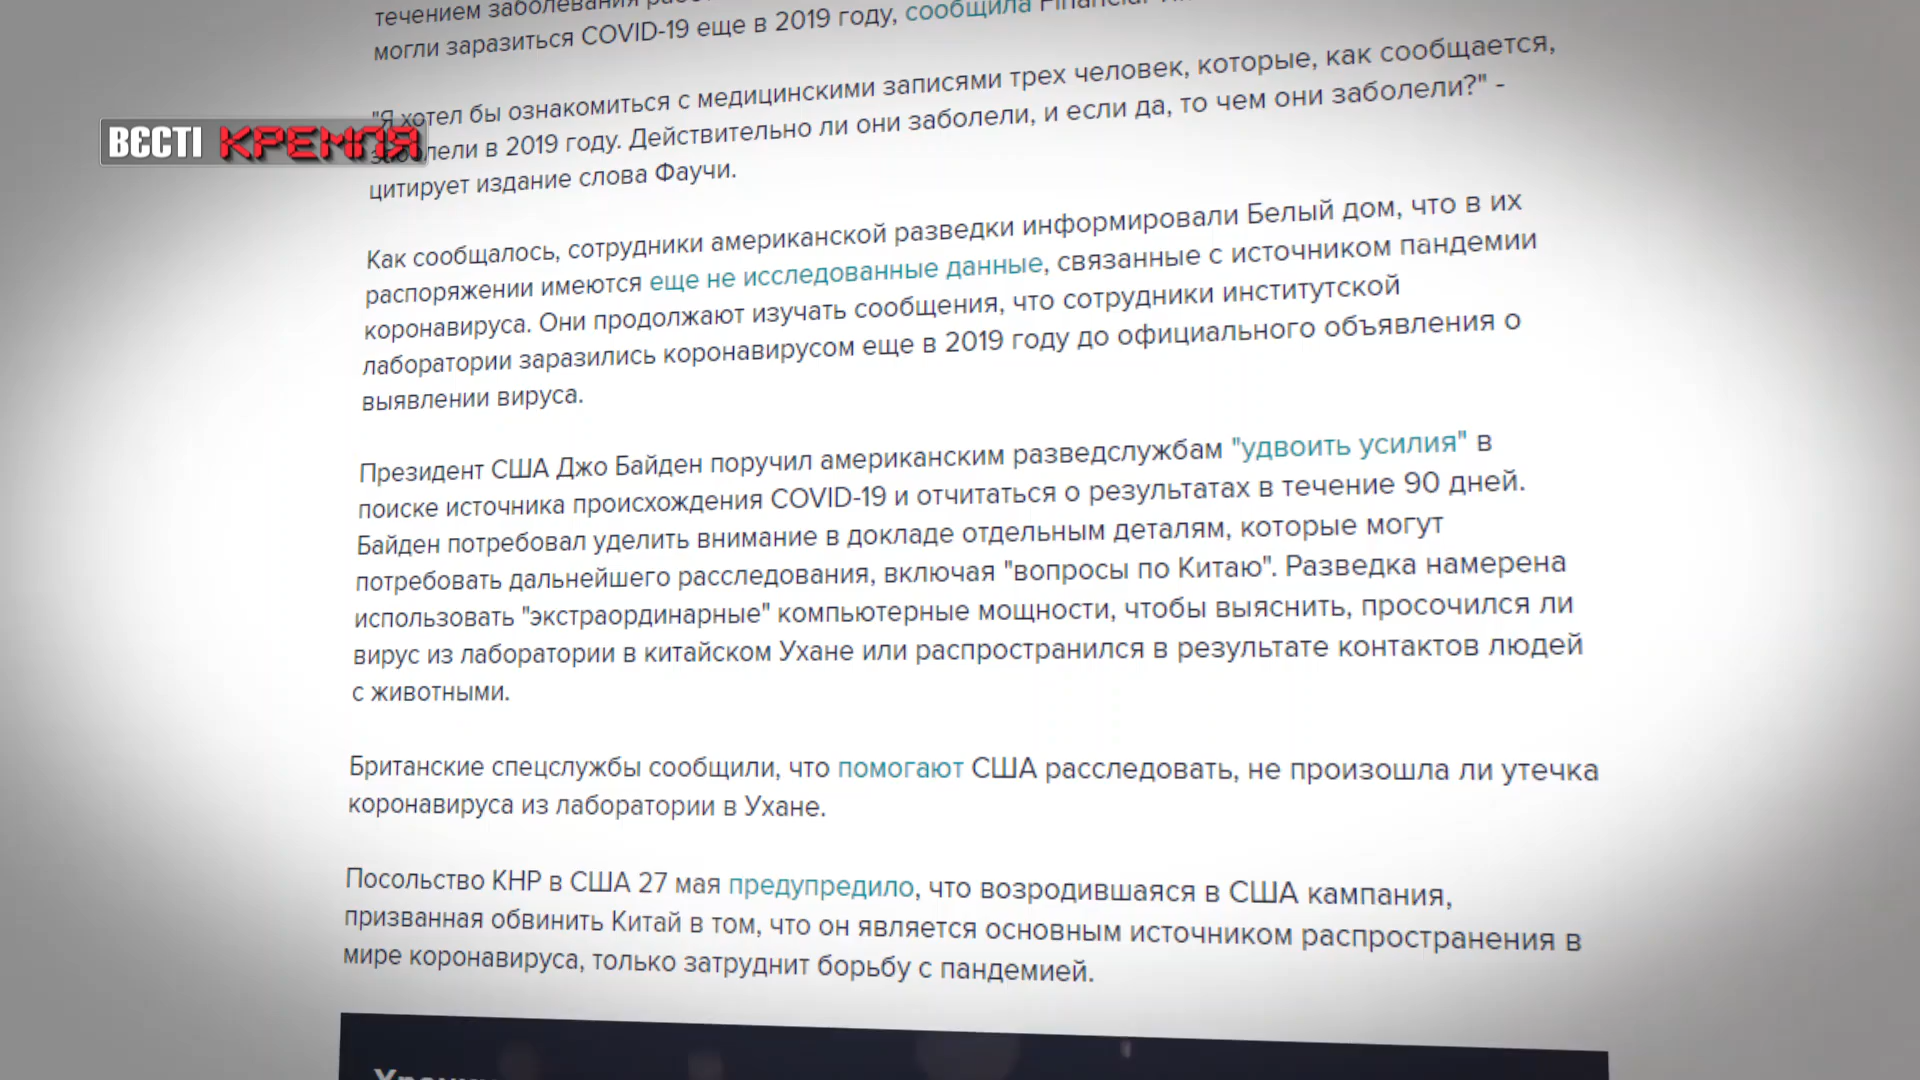 течением заболевания
могли заразиться COVID-19 еще в 2019 году, сообщила Financial
"Я хотел бы ознакомиться с медицинскими записями трех человек, которые, как сообщается,
ВЄСТІ КРЕМЛЯ
заболели в 2019 году. Действительно ли они заболели, и если да, то чем они заболели?" -
цитирует издание слова Фаучи.
Как сообщалось, сотрудники американской разведки информировали Белый дом, что в их
распоряжении имеются еще не исследованные данные, связанные с источником пандемии
коронавируса. Они продолжают изучать сообщения, что сотрудники институтской
лаборатории заразились коронавирусом еще в 2019 году до официального объявления о
выявлении вируса.
Президент США Джо Байден поручил американским разведслужбам "удвоить усилия" в
поиске источника происхождения COVID-19 и отчитаться о результатах в течение 90 дней.
Байден потребовал уделить внимание в докладе отдельным деталям, которые могут
потребовать дальнейшего расследования, включая "вопросы по Китаю". Разведка намерена
использовать "экстраординарные" компьютерные мощности, чтобы выяснить, просочился ли
вирус из лаборатории в китайском Ухане или распространился в результате контактов людей
с животными.
Британские спецслужбы сообщили, что помогают США расследовать, не произошла ли утечка
коронавируса из лаборатории в Ухане.
Посольство КНР в США 27 мая предупредило, что возродившаяся в США кампания,
призванная обвинить Китай в том, что он является основным источником распространения в
мире коронавируса, только затруднит борьбу с пандемией.